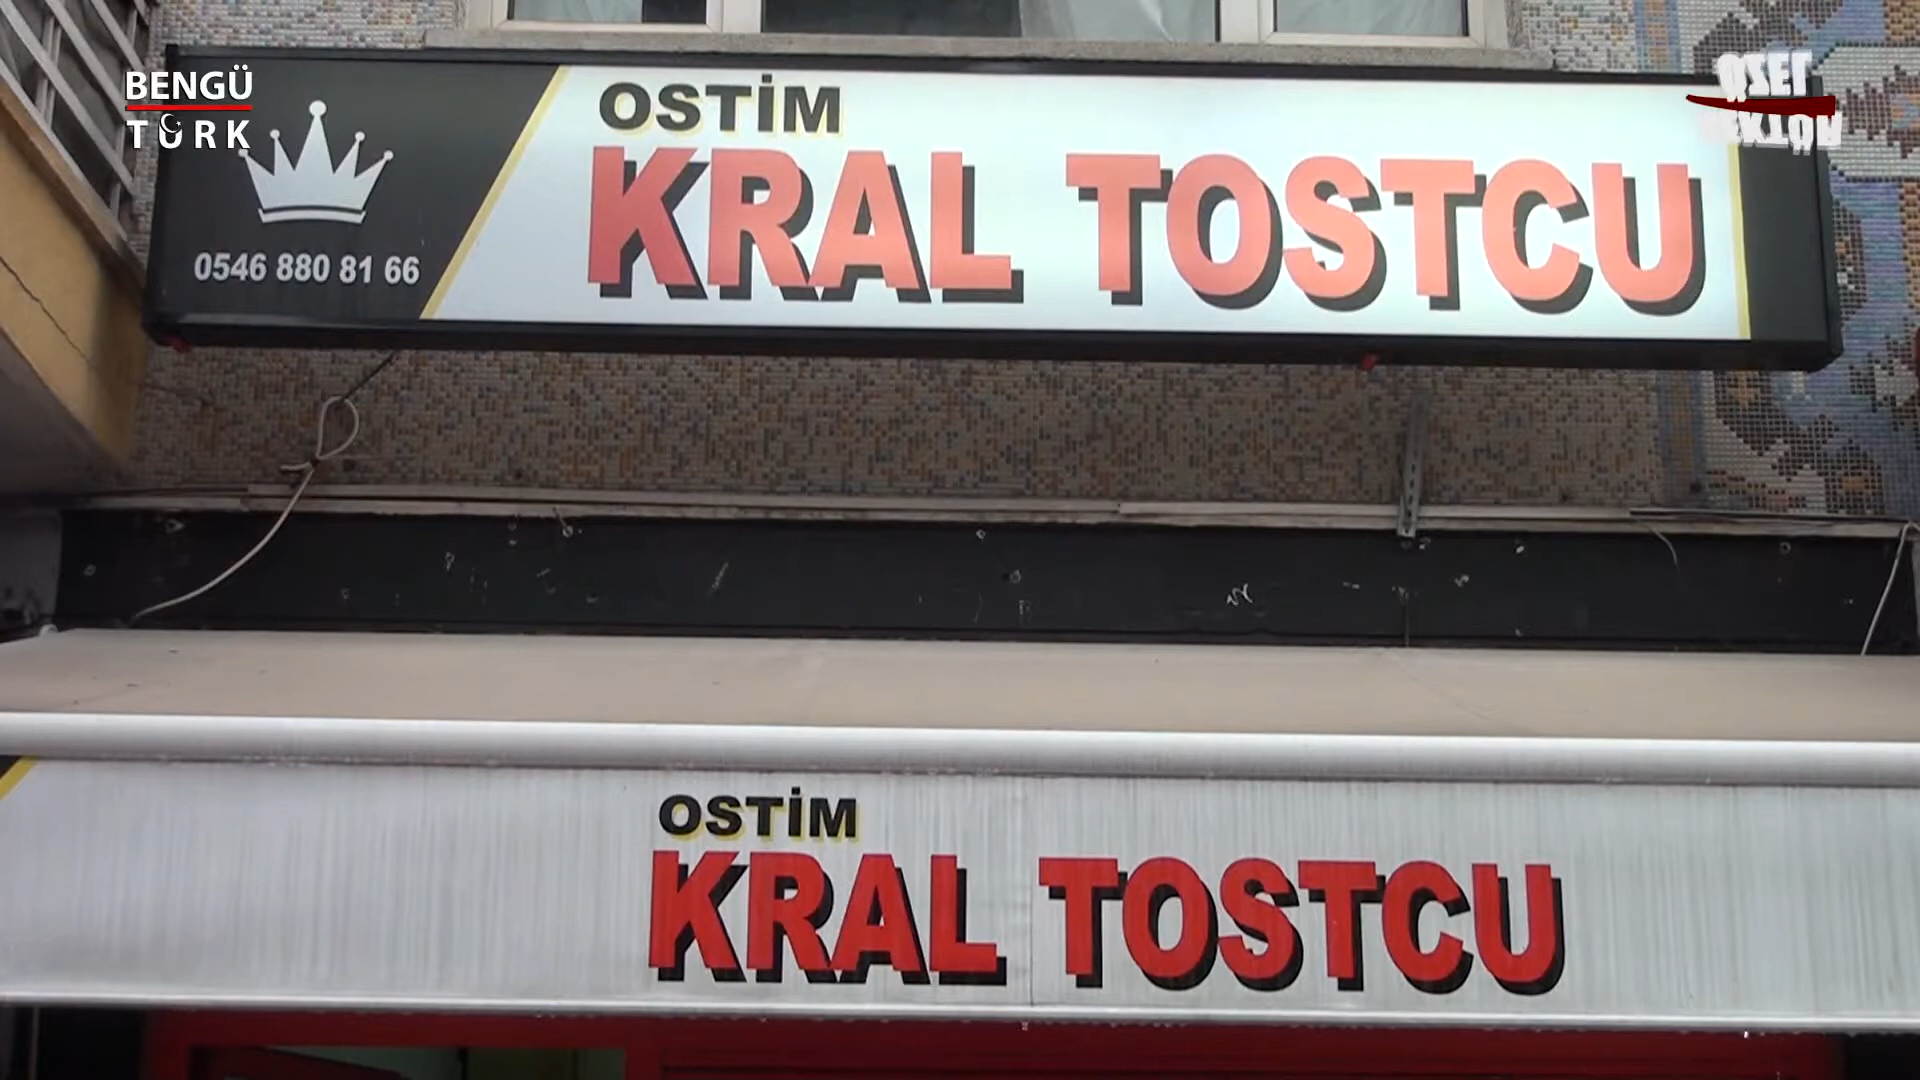 BENGÜ
TÜRK
OSTİM
KRAL TOSTCU
0546 880 81 66
OSTİM
KRAL TOSTCU